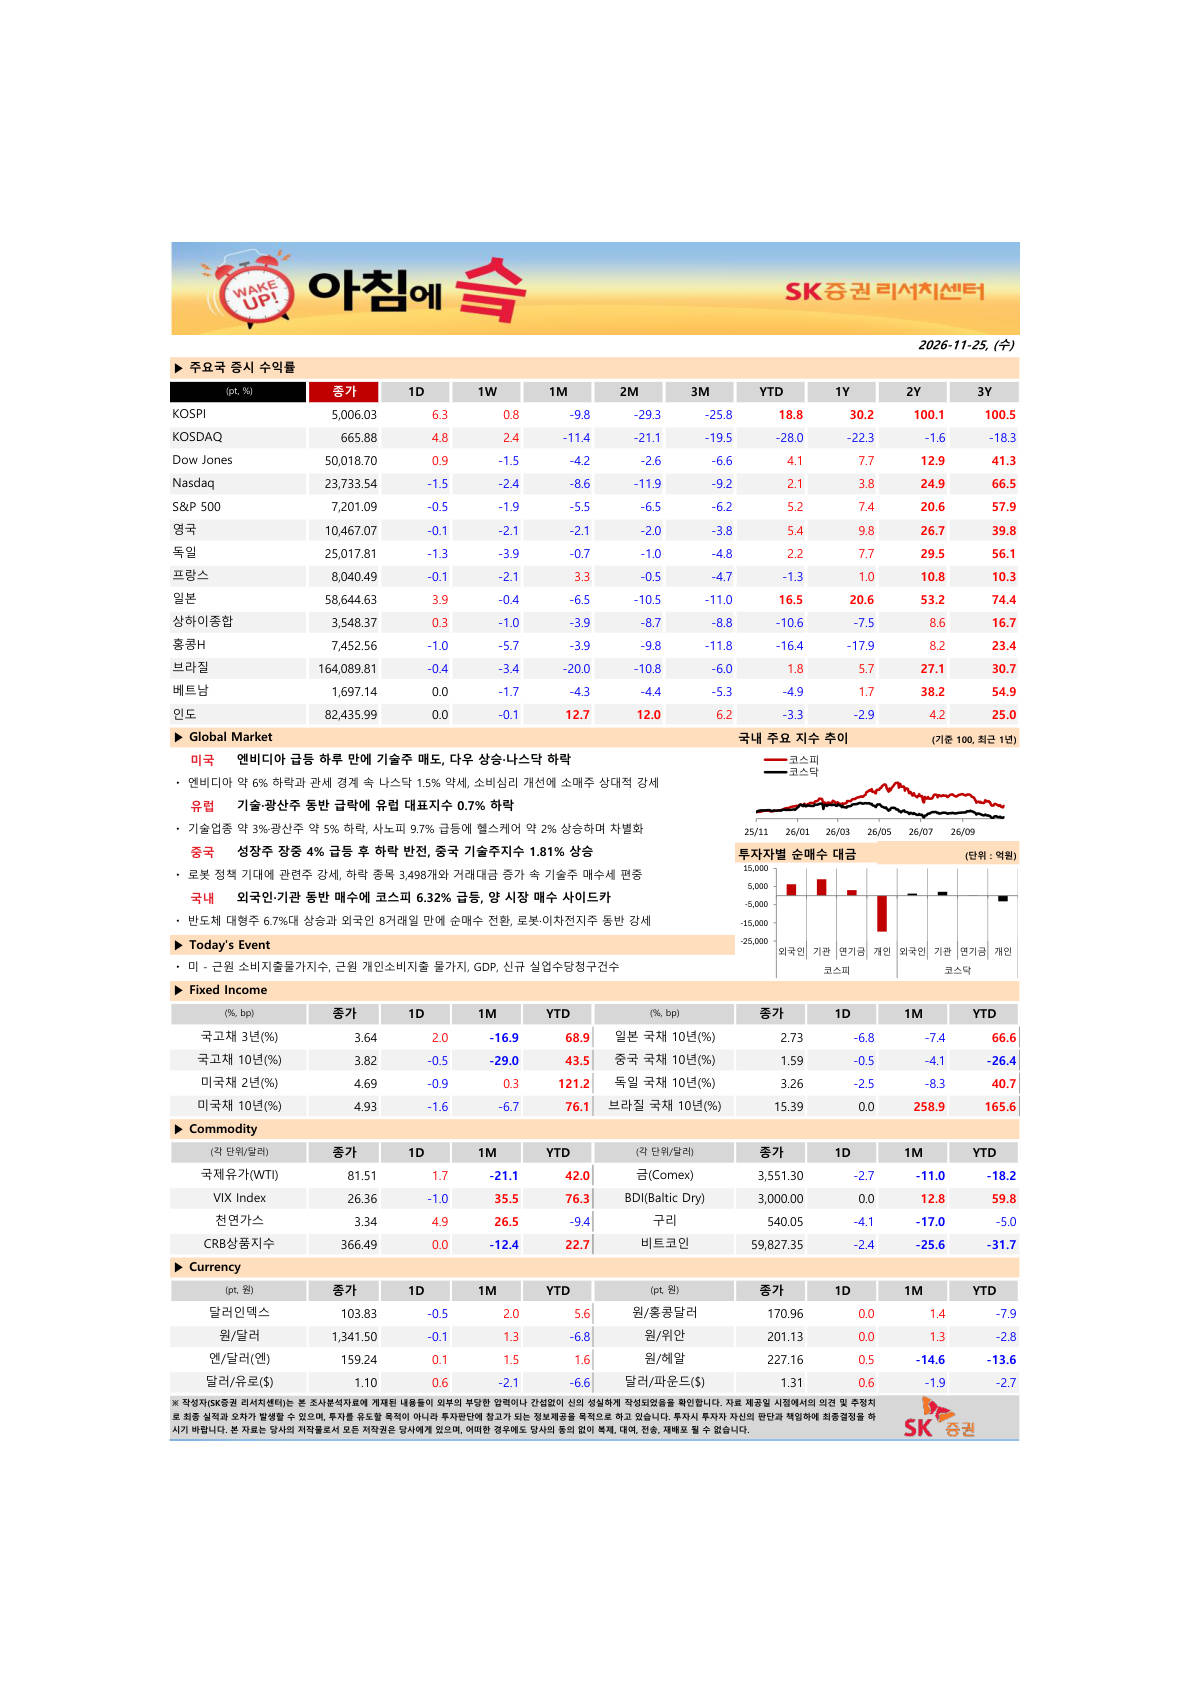 WAKE UP!
아침에 슥
SK증권 리서치센터
2026-11-25, (수)
▶ 주요국 증시 수익률
(pt, %) 종가 1D 1W 1M 2M 3M YTD 1Y 2Y 3Y
KOSPI 5,006.03 6.3 0.8 -9.8 -29.3 -25.8 18.8 30.2 100.1 100.5
KOSDAQ 665.88 4.8 2.4 -11.4 -21.1 -19.5 -28.0 -22.3 -1.6 -18.3
Dow Jones 50,018.70 0.9 -1.5 -4.2 -2.6 -6.6 4.1 7.7 12.9 41.3
Nasdaq 23,733.54 -1.5 -2.4 -8.6 -11.9 -9.2 2.1 3.8 24.9 66.5
S&P 500 7,201.09 -0.5 -1.9 -5.5 -6.5 -6.2 5.2 7.4 20.6 57.9
영국 10,467.07 -0.1 -2.1 -2.1 -2.0 -3.8 5.4 9.8 26.7 39.8
독일 25,017.81 -1.3 -3.9 -0.7 -1.0 -4.8 2.2 7.7 29.5 56.1
프랑스 8,040.49 -0.1 -2.1 3.3 -0.5 -4.7 -1.3 1.0 10.8 10.3
일본 58,644.63 3.9 -0.4 -6.5 -10.5 -11.0 16.5 20.6 53.2 74.4
상하이종합 3,548.37 0.3 -1.0 -3.9 -8.7 -8.8 -10.6 -7.5 8.6 16.7
홍콩H 7,452.56 -1.0 -5.7 -3.9 -9.8 -11.8 -16.4 -17.9 8.2 23.4
브라질 164,089.81 -0.4 -3.4 -20.0 -10.8 -6.0 1.8 5.7 27.1 30.7
베트남 1,697.14 0.0 -1.7 -4.3 -4.4 -5.3 -4.9 1.7 38.2 54.9
인도 82,435.99 0.0 -0.1 12.7 12.0 6.2 -3.3 -2.9 4.2 25.0
▶ Global Market
미국 엔비디아 급등 하루 만에 기술주 매도, 다우 상승·나스닥 하락
· 엔비디아 약 6% 하락과 관세 경계 속 나스닥 1.5% 약세, 소비심리 개선에 소매주 상대적 강세
유럽 기술·광산주 동반 급락에 유럽 대표지수 0.7% 하락
· 기술업종 약 3%·광산주 약 5% 하락, 사노피 9.7% 급등에 헬스케어 약 2% 상승하며 차별화
중국 성장주 장중 4% 급등 후 하락 반전, 중국 기술주지수 1.81% 상승
· 로봇 정책 기대에 관련주 강세, 하락 종목 3,498개와 거래대금 증가 속 기술주 매수세 편중
국내 외국인·기관 동반 매수에 코스피 6.32% 급등, 양 시장 매수 사이드카
· 반도체 대형주 6.7%대 상승과 외국인 8거래일 만에 순매수 전환, 로봇·이차전지주 동반 강세
▶ Today's Event
· 미 - 근원 소비지출물가지수, 근원 개인소비지출 물가지, GDP, 신규 실업수당청구건수
국내 주요 지수 추이 (기준 100, 최근 1년)
코스피
코스닥
25/11 26/01 26/03 26/05 26/07 26/09
투자자별 순매수 대금 (단위 : 억원)
15,000
5,000
-5,000
-15,000
-25,000
외국인 기관 연기금 개인 외국인 기관 연기금 개인
코스피 코스닥
▶ Fixed Income
(%, bp) 종가 1D 1M YTD (%, bp) 종가 1D 1M YTD
국고채 3년(%) 3.64 2.0 -16.9 68.9 일본 국채 10년(%) 2.73 -6.8 -7.4 66.6
국고채 10년(%) 3.82 -0.5 -29.0 43.5 중국 국채 10년(%) 1.59 -0.5 -4.1 -26.4
미국채 2년(%) 4.69 -0.9 0.3 121.2 독일 국채 10년(%) 3.26 -2.5 -8.3 40.7
미국채 10년(%) 4.93 -1.6 -6.7 76.1 브라질 국채 10년(%) 15.39 0.0 258.9 165.6
▶ Commodity
(각 단위/달러) 종가 1D 1M YTD (각 단위/달러) 종가 1D 1M YTD
국제유가(WTI) 81.51 1.7 -21.1 42.0 금(Comex) 3,551.30 -2.7 -11.0 -18.2
VIX Index 26.36 -1.0 35.5 76.3 BDI(Baltic Dry) 3,000.00 0.0 12.8 59.8
천연가스 3.34 4.9 26.5 -9.4 구리 540.05 -4.1 -17.0 -5.0
CRB상품지수 366.49 0.0 -12.4 22.7 비트코인 59,827.35 -2.4 -25.6 -31.7
▶ Currency
(pt, 원) 종가 1D 1M YTD (pt, 원) 종가 1D 1M YTD
달러인덱스 103.83 -0.5 2.0 5.6 원/홍콩달러 170.96 0.0 1.4 -7.9
원/달러 1,341.50 -0.1 1.3 -6.8 원/위안 201.13 0.0 1.3 -2.8
엔/달러(엔) 159.24 0.1 1.5 1.6 원/헤알 227.16 0.5 -14.6 -13.6
달러/유로($) 1.10 0.6 -2.1 -6.6 달러/파운드($) 1.31 0.6 -1.9 -2.7
※ 작성자(SK증권 리서치센터)는 본 조사분석자료에 게재된 내용들이 외부의 부당한 압력이나 간섭없이 신의 성실하게 작성되었음을 확인합니다. 자료 제공일 시점에서의 의견 및 추정치
로 최종 실적과 오차가 발생할 수 있으며, 투자를 유도할 목적이 아니라 투자판단에 참고가 되는 정보제공을 목적으로 하고 있습니다. 투자시 투자자 자신의 판단과 책임하에 최종결정을 하
시기 바랍니다. 본 자료는 당사의 저작물로서 모든 저작권은 당사에게 있으며, 어떠한 경우에도 당사의 동의 없이 복제, 대여, 전송, 재배포 될 수 없습니다.
SK 증권